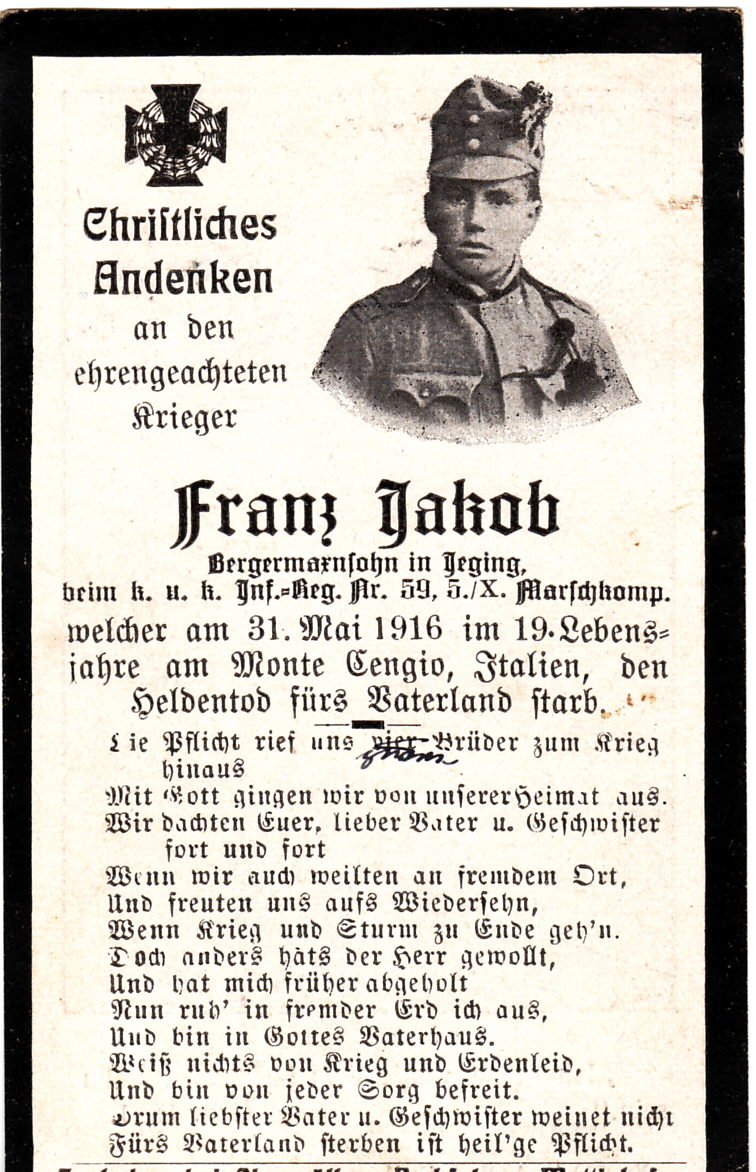 Christliches
Andenken
an den
ehrengeachteten
Krieger
Franz Jakob
Bergermaxnsohn in Jeging,
beim k. u. k. Inf.=Reg. Nr. 59, 5./X. Marschkomp.
welcher am 31. Mai 1916 im 19. Lebens=
jahre am Monte Cengio, Italien, den
Heldentod fürs Vaterland starb.
Die Pflicht rief uns vier Brüder zum Krieg
hinaus
Mit Gott gingen wir von unserer Heimat aus.
Wir dachten Euer, lieber Vater u. Geschwister
fort und fort
Wenn wir auch weilten an fremdem Ort,
Und freuten uns aufs Wiedersehn,
Wenn Krieg und Sturm zu Ende geh'n.
Doch anders häts der Herr gewollt,
Und hat mich früher abgeholt
Nun ruh' in fremder Erd ich aus,
Und bin in Gottes Vaterhaus.
Weiß nichts von Krieg und Erdenleid,
Und bin von jeder Sorg befreit.
Drum liebster Vater u. Geschwister weinet nicht
Fürs Vaterland sterben ist heil'ge Pflicht.